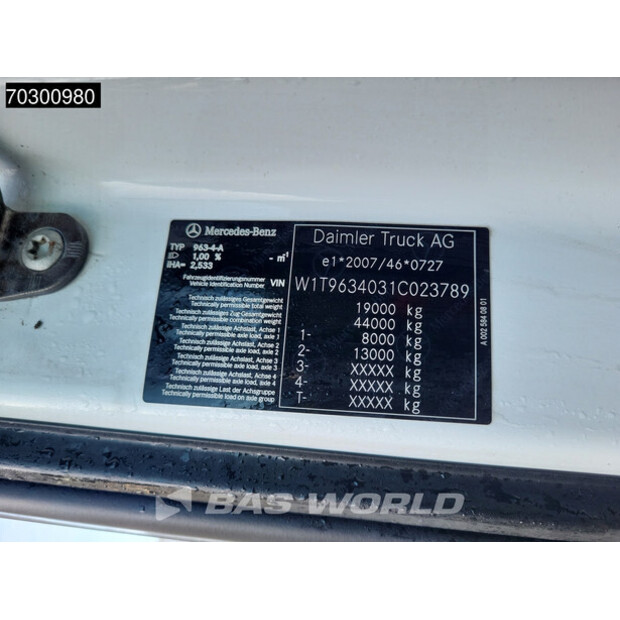 70300980
Mercedes-Benz
TYP 963-4-A
1,00 % - m⁻¹
IHA= 2,533
Fahrzeugidentifizierungsnummer
Vehicle Identification Number VIN
Technisch zulässiges Gesamtgewicht
Technically permissible total weight
Technisch zulässiges Zug-Gesamtgewicht
Technically permissible combination weight
Technisch zulässige Achslast, Achse 1
Technically permissible axle load, axle 1
Technisch zulässige Achslast, Achse 2
Technically permissible axle load, axle 2
Technisch zulässige Achslast, Achse 3
Technically permissible axle load, axle 3
Technisch zulässige Achslast, Achse 4
Technically permissible axle load, axle 4
Technisch zulässige Last der Achsgruppe
Technically permissible load on axle group
Daimler Truck AG
e1*2007/46*0727
W1T9634031C023789
19000 kg
44000 kg
1- 8000 kg
2- 13000 kg
3- XXXXX kg
4- XXXXX kg
T- XXXXX kg
A 002 584 08 01
BAS WORLD